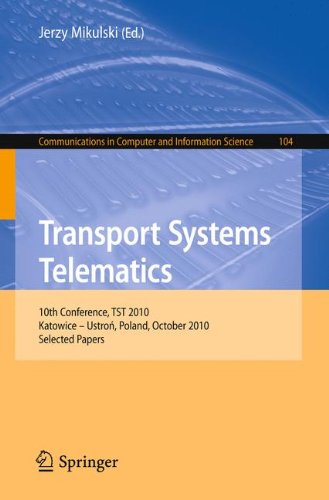 Jerzy Mikulski (Ed.)
Communications in Computer and Information Science 104
Transport Systems
Telematics
10th Conference, TST 2010
Katowice – Ustroń, Poland, October 2010
Selected Papers
Springer